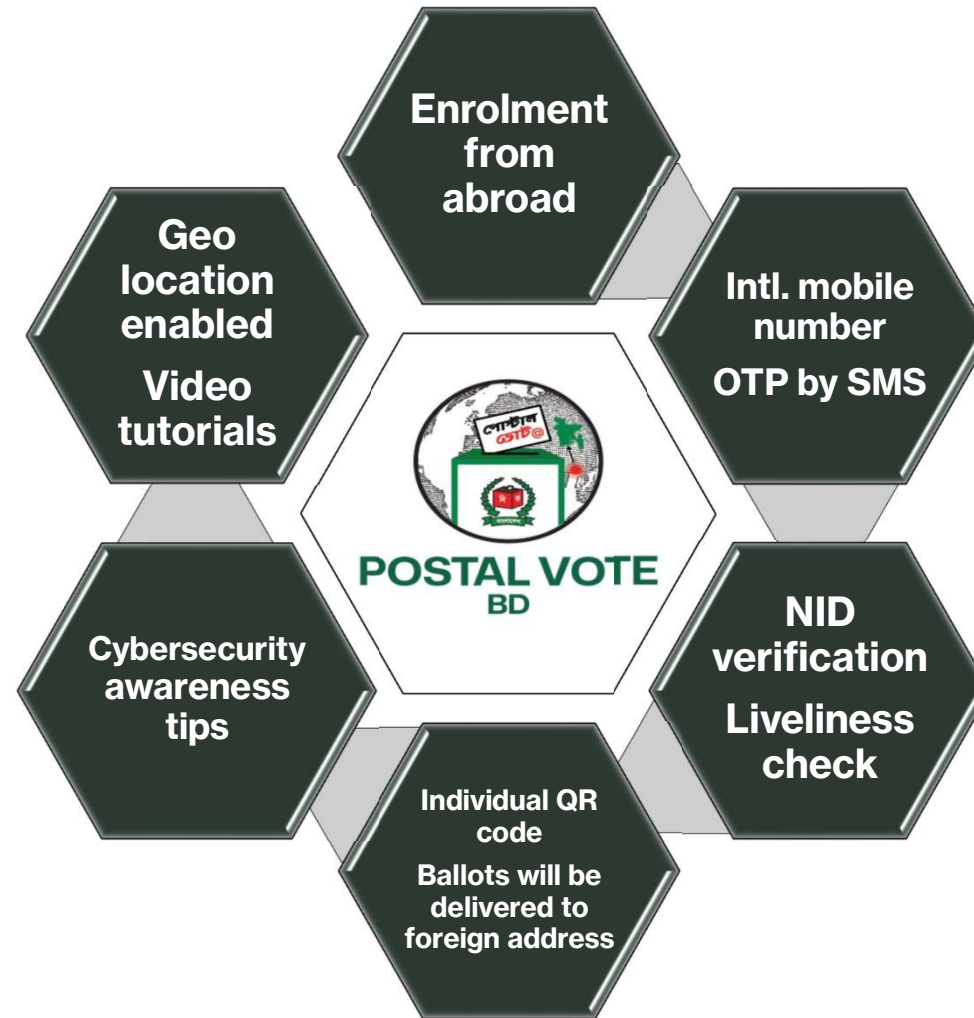 Enrolment
from
abroad
Intl. mobile
number
OTP by SMS
NID
verification
Liveliness
check
Individual QR
code
Ballots will be
delivered to
foreign address
Cybersecurity
awareness
tips
Geo
location
enabled
Video
tutorials
পোস্টাল
ভোট@
POSTAL VOTE
BD